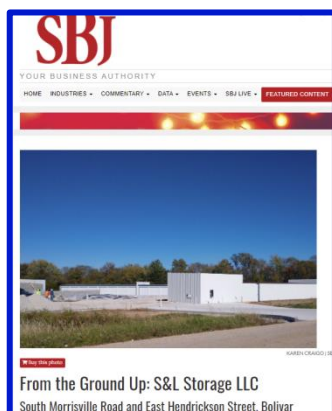 SBJ
YOUR BUSINESS AUTHORITY
HOME INDUSTRIES COMMENTARY DATA EVENTS SBJ LIVE FEATURED CONTENT
KAREN CRAIGO |
Buy this photo
From the Ground Up: S&L Storage LLC
South Morrisville Road and East Hendrickson Street, Bolivar